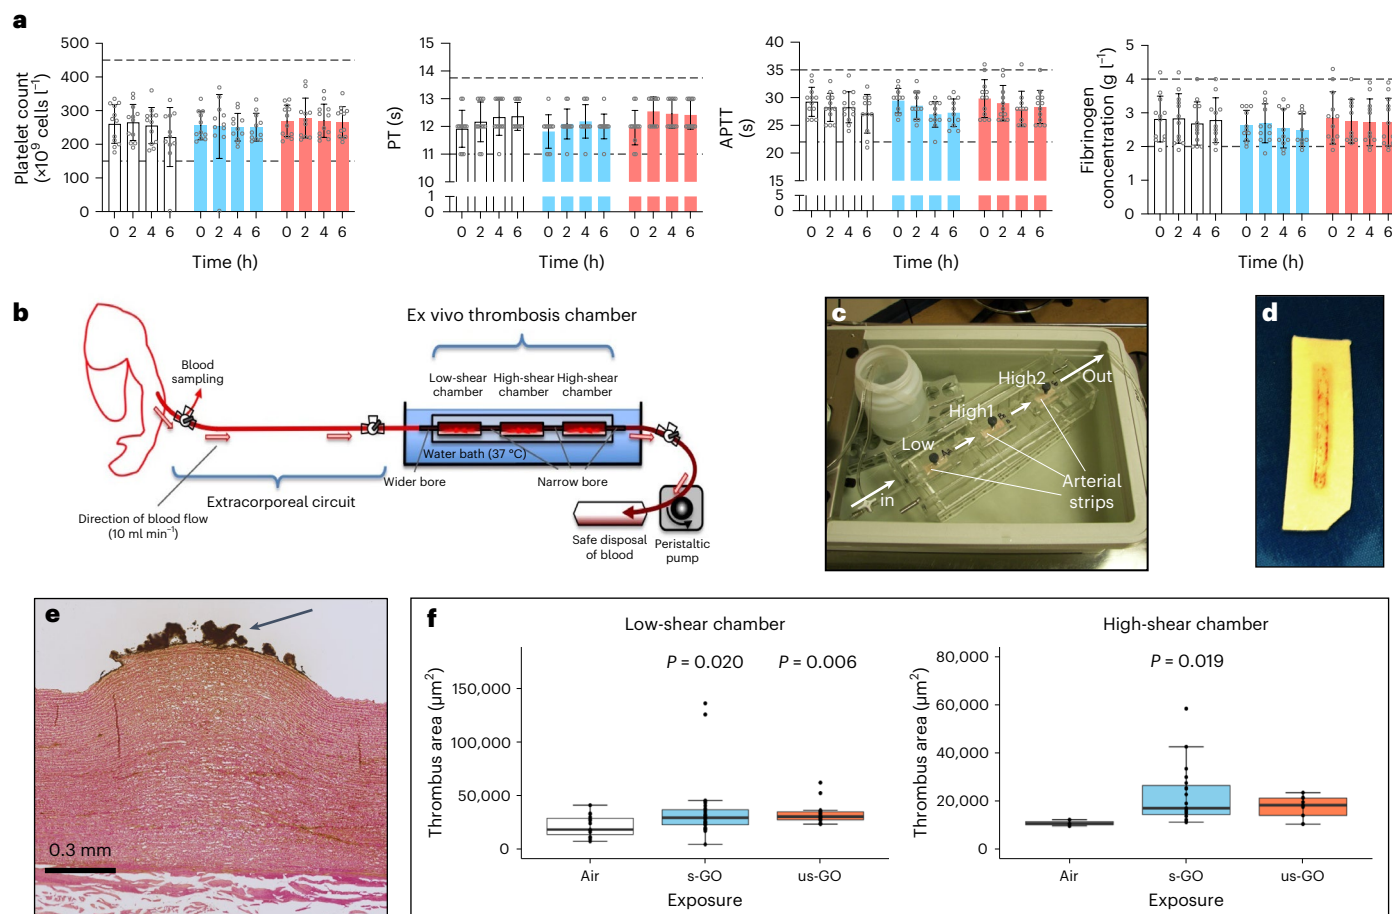 a
Platelet count
(×10⁹ cells l⁻¹)
500
400
300
200
100
0
0 2 4 6 0 2 4 6 0 2 4 6
Time (h)
PT (s)
15
14
13
12
11
10
1
0
0 2 4 6 0 2 4 6 0 2 4 6
Time (h)
APTT
(s)
40
35
30
25
20
15
5
0
0 2 4 6 0 2 4 6 0 2 4 6
Time (h)
Fibrinogen
concentration (g l⁻¹)
5
4
3
2
1
0
0 2 4 6 0 2 4 6 0 2 4 6
Time (h)
b
Ex vivo thrombosis chamber
Blood
sampling
Low-shear
chamber
High-shear
chamber
High-shear
chamber
Water bath (37 °C)
Wider bore
Narrow bore
Extracorporeal circuit
Direction of blood flow
(10 ml min⁻¹)
Safe disposal
of blood
Peristaltic
pump
c
High2
Out
High1
Low
in
Arterial
strips
d
e
0.3 mm
f
Low-shear chamber
P = 0.020
P = 0.006
Thrombus area (μm²)
150,000
100,000
50,000
0
Air
s-GO
us-GO
Exposure
High-shear chamber
P = 0.019
Thrombus area (μm²)
80,000
60,000
40,000
20,000
0
Air
s-GO
us-GO
Exposure